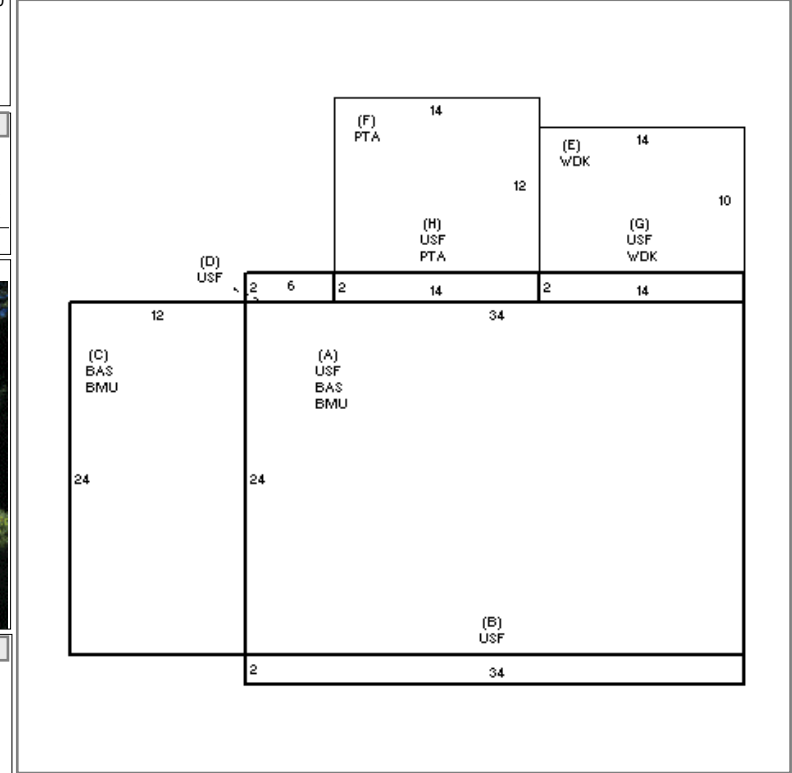 14
(F)
PTA
14
(E)
WDK
12
10
(H)
USF
PTA
(G)
USF
WDK
(D)
USF
2
6
2
14
2
14
12
34
(C)
BAS
BMU
(A)
USF
BAS
BMU
24
24
(B)
USF
2
34